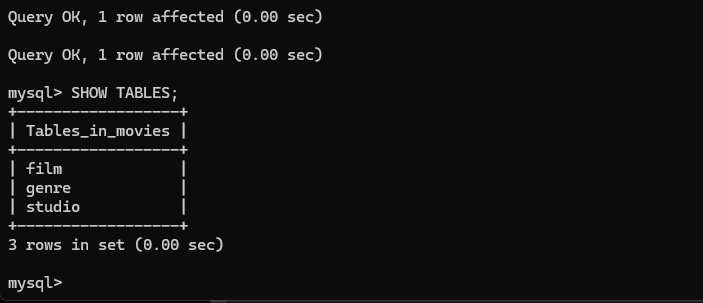 Query OK, 1 row affected (0.00 sec)
Query OK, 1 row affected (0.00 sec)
mysql> SHOW TABLES;
+------------------+
| Tables_in_movies |
+------------------+
| film             |
| genre            |
| studio           |
+------------------+
3 rows in set (0.00 sec)
mysql>